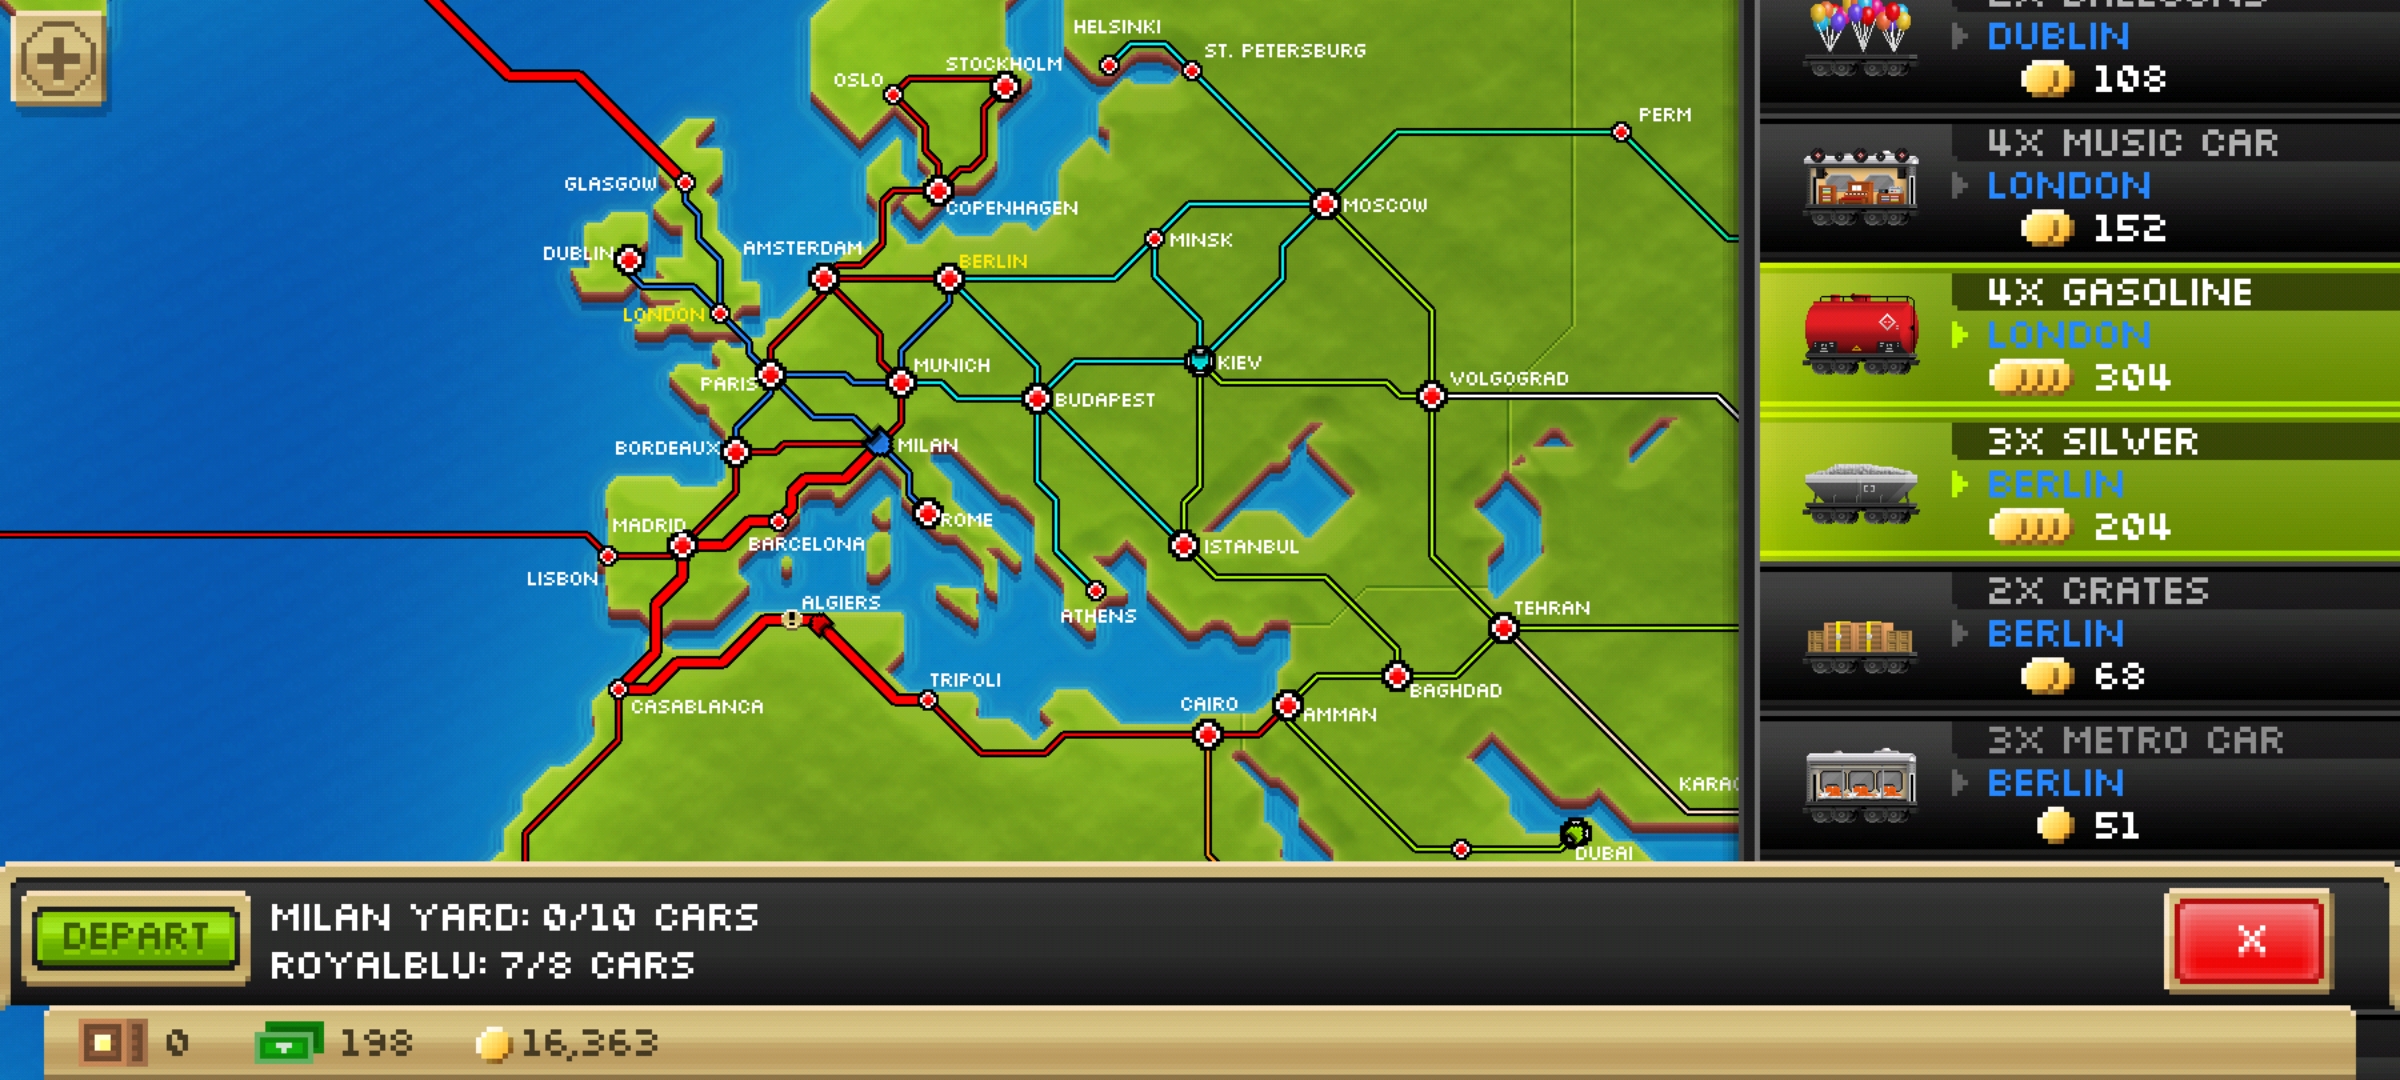 HELSINKI
ST. PETERSBURG
STOCKHOLM
OSLO
PERM
GLASGOW
COPENHAGEN
MOSCOW
DUBLIN
AMSTERDAM
BERLIN
MINSK
LONDON
PARIS
MUNICH
BUDAPEST
KIEV
VOLGOGRAD
BORDEAUX
MILAN
MADRID
BARCELONA
ROME
ISTANBUL
LISBON
ALGIERS
ATHENS
TEHRAN
CASABLANCA
TRIPOLI
CAIRO
AMMAN
BAGHDAD
DUBAI
2X BALLOONS
DUBLIN
108
4X MUSIC CAR
LONDON
152
4X GASOLINE
LONDON
304
3X SILVER
BERLIN
204
2X CRATES
BERLIN
68
3X METRO CAR
BERLIN
51
DEPART
MILAN YARD: 0/10 CARS
ROYALBLU: 7/8 CARS
X
0
198
16,363